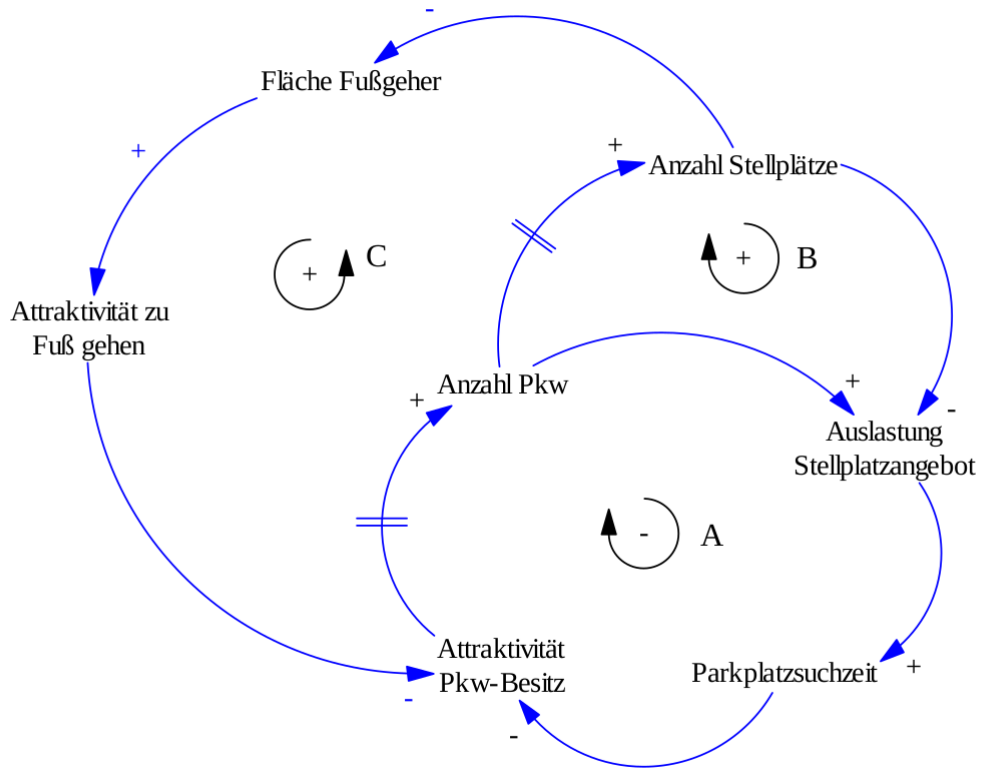 -
Fläche Fußgeher
+
+
Anzahl Stellplätze
+
C
+
B
Attraktivität zu
Fuß gehen
Anzahl Pkw
+
+
-
Auslastung
Stellplatzangebot
-
A
Attraktivität
Pkw-Besitz
-
Parkplatzsuchzeit
+
-